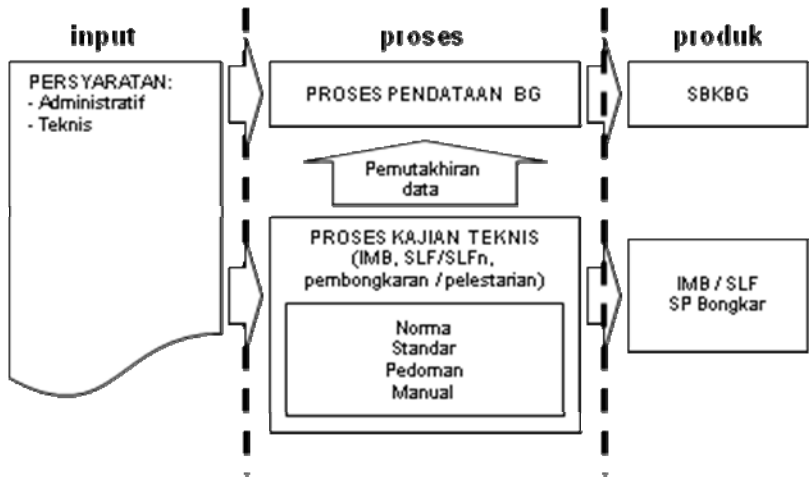 input
proses
produk
PERSYARATAN:
- Administratif
- Teknis
PROSES PENDATAAN BG
SBKBG
Pemutakhiran
data
PROSES KAJIAN TEKNIS
(IMB, SLF/SLFn,
pembongkaran /pelestarian)
Norma
Standar
Pedoman
Manual
IMB / SLF
SP Bongkar